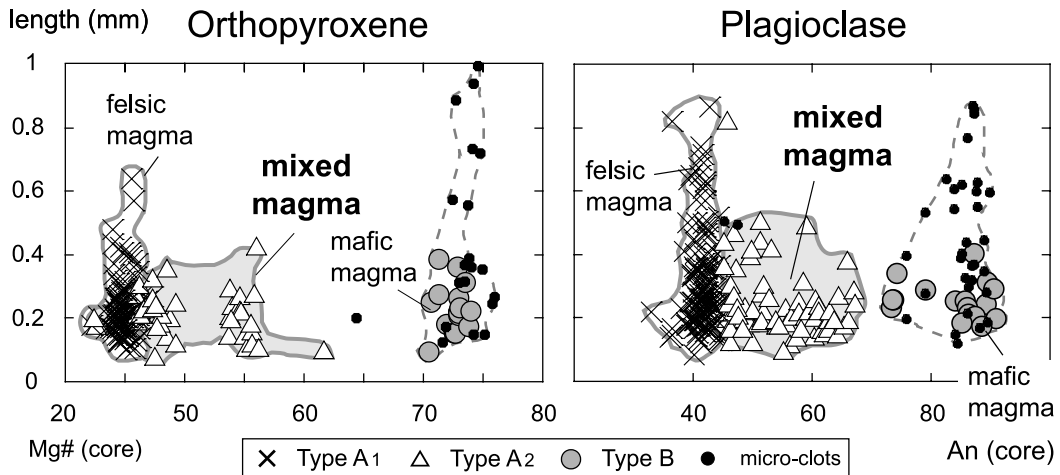 length (mm)
Orthopyroxene
Plagioclase
1
0.8
0.6
0.4
0.2
0
felsic
magma
mixed
magma
mafic
magma
felsic
magma
mixed
magma
mafic
magma
20 50 60 70 80
40 60 80
Mg# (core)
An (core)
Type A1 Type A2 Type B micro-clots